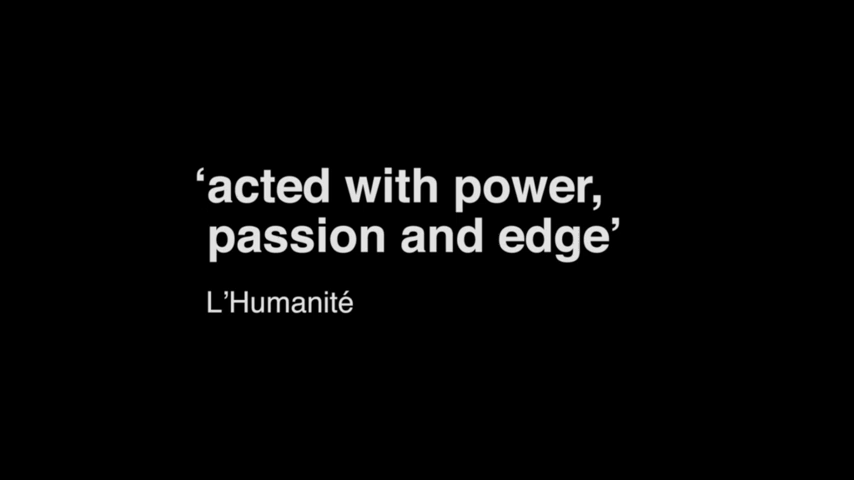 ‘acted with power,
passion and edge’
L’Humanité